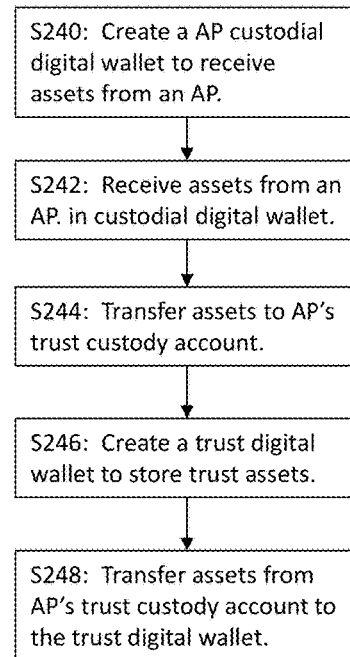 S240: Create a AP custodial
digital wallet to receive
assets from an AP.
S242: Receive assets from an
AP. in custodial digital wallet.
S244: Transfer assets to AP's
trust custody account.
S246: Create a trust digital
wallet to store trust assets.
S248: Transfer assets from
AP's trust custody account to
the trust digital wallet.